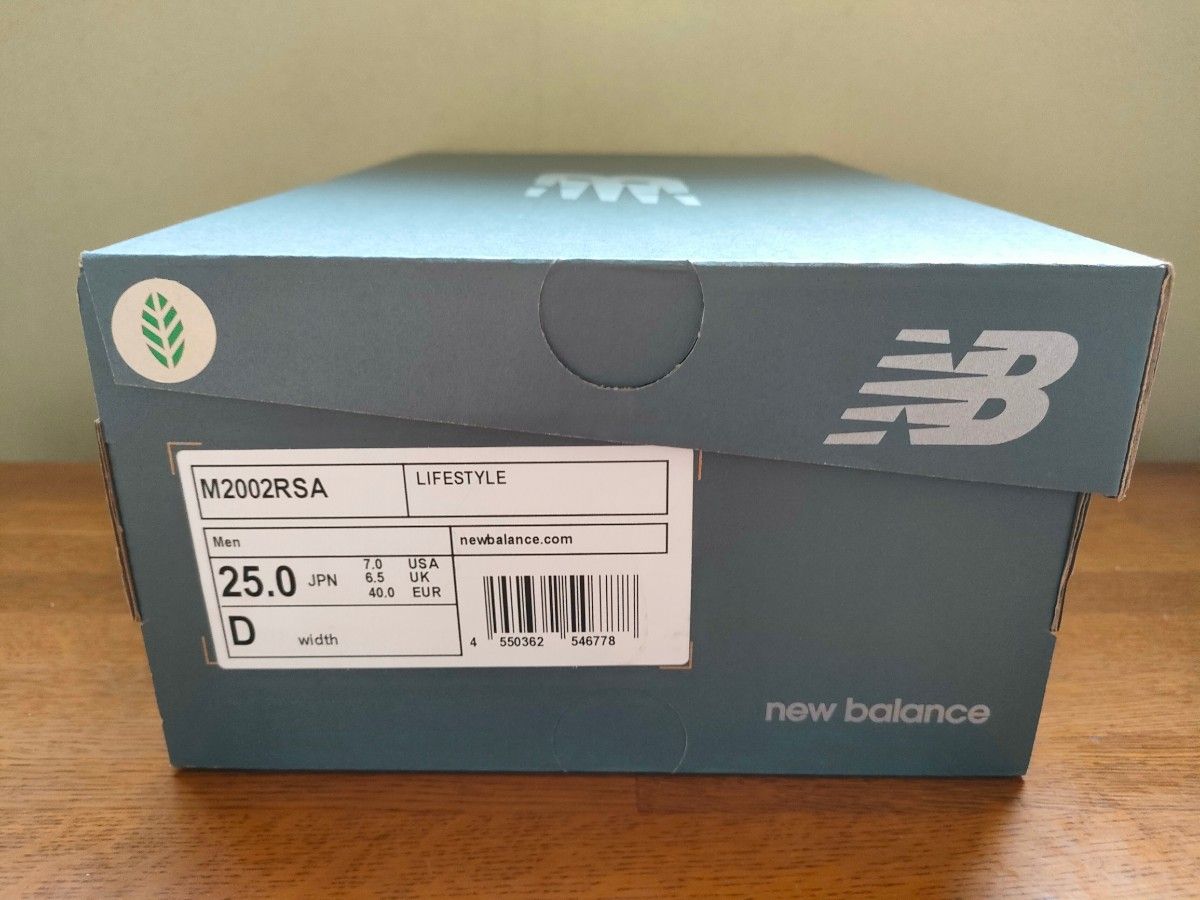 NB
M2002RSA
LIFESTYLE
Men
newbalance.com
25.0 JPN
7.0 USA
6.5 UK
40.0 EUR
D width
4 550362 546778
new balance